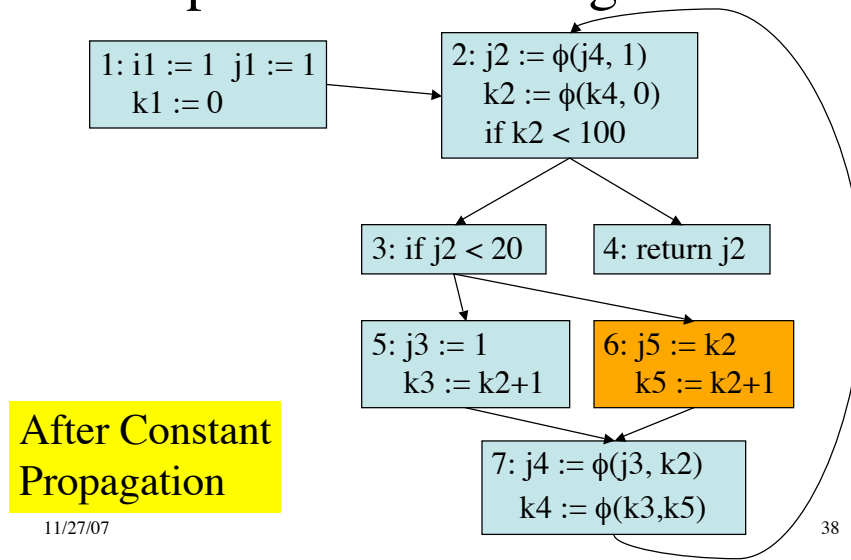 1: i1 := 1 j1 := 1
k1 := 0
2: j2 := ϕ(j4, 1)
k2 := ϕ(k4, 0)
if k2 < 100
3: if j2 < 20
4: return j2
5: j3 := 1
k3 := k2+1
6: j5 := k2
k5 := k2+1
7: j4 := ϕ(j3, k2)
k4 := ϕ(k3,k5)
After Constant
Propagation
11/27/07
38